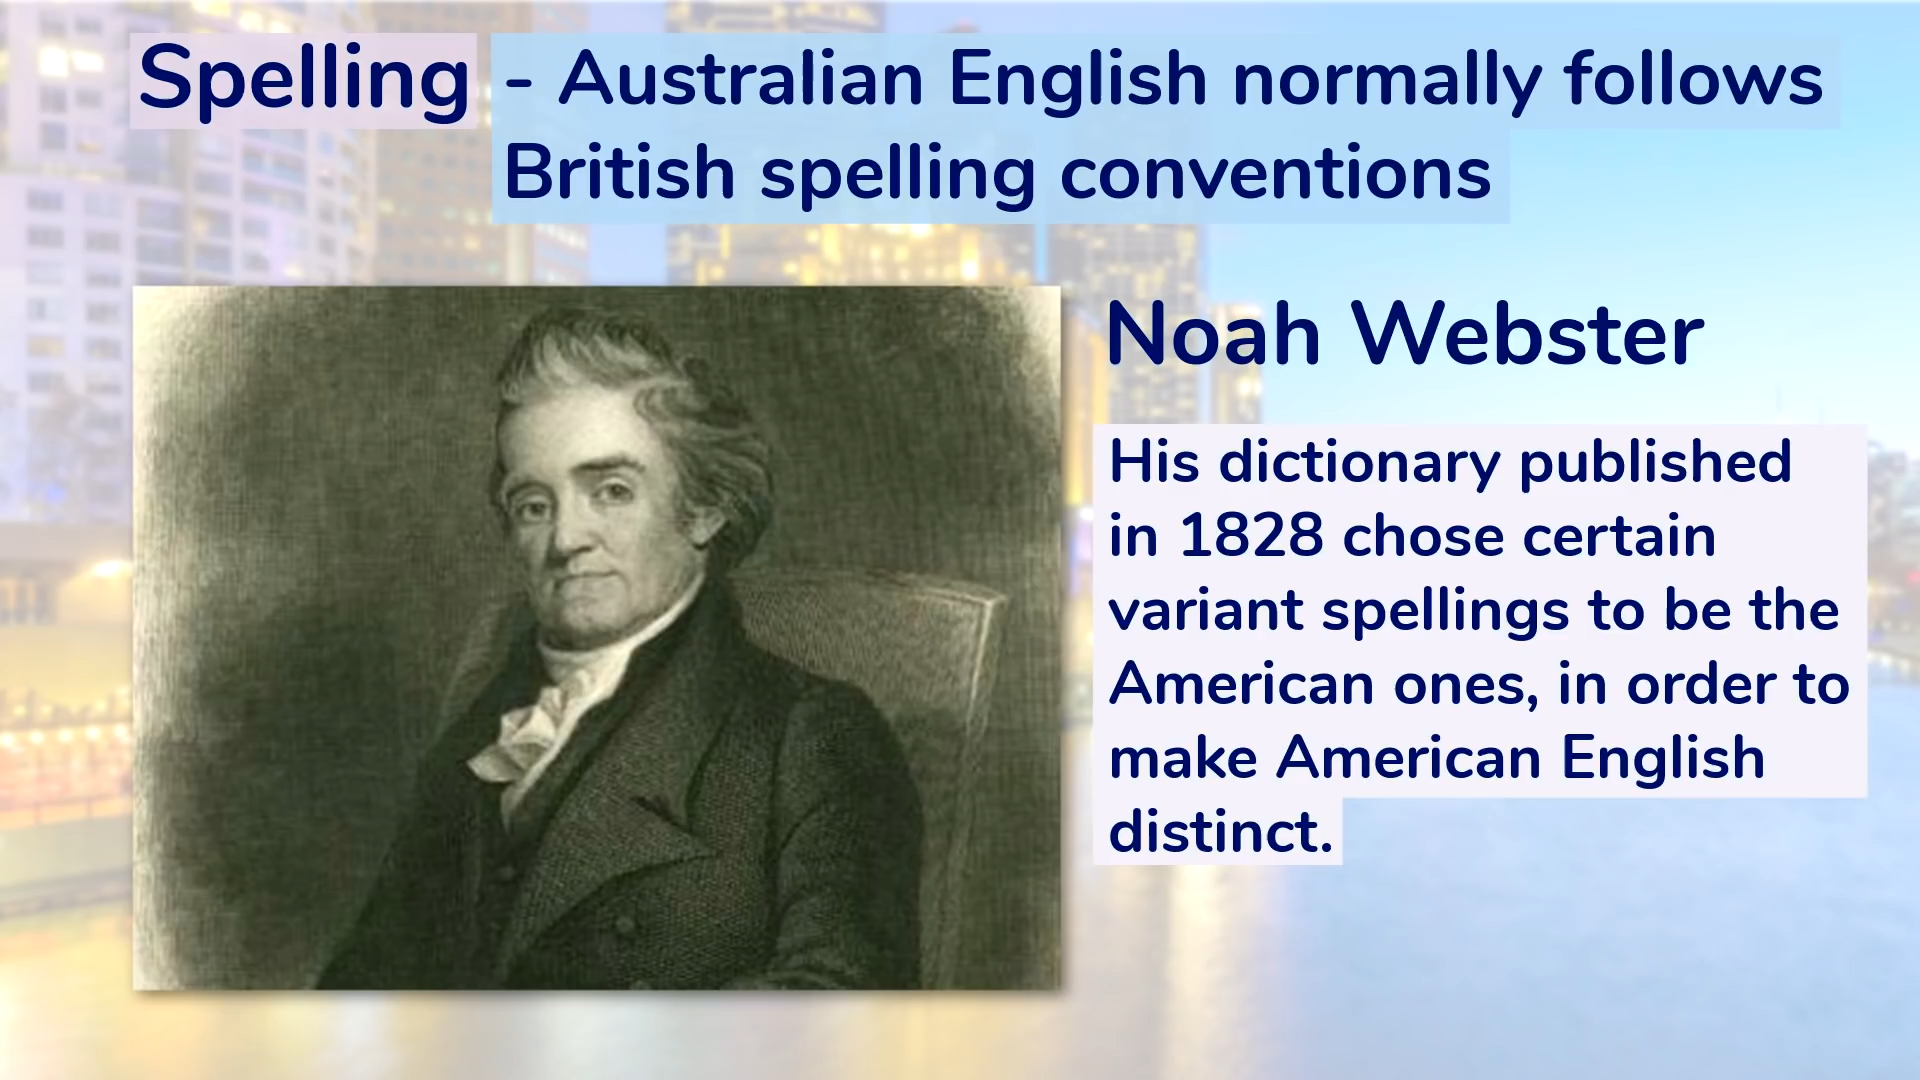 Spelling - Australian English normally follows
British spelling conventions
Noah Webster
His dictionary published
in 1828 chose certain
variant spellings to be the
American ones, in order to
make American English
distinct.